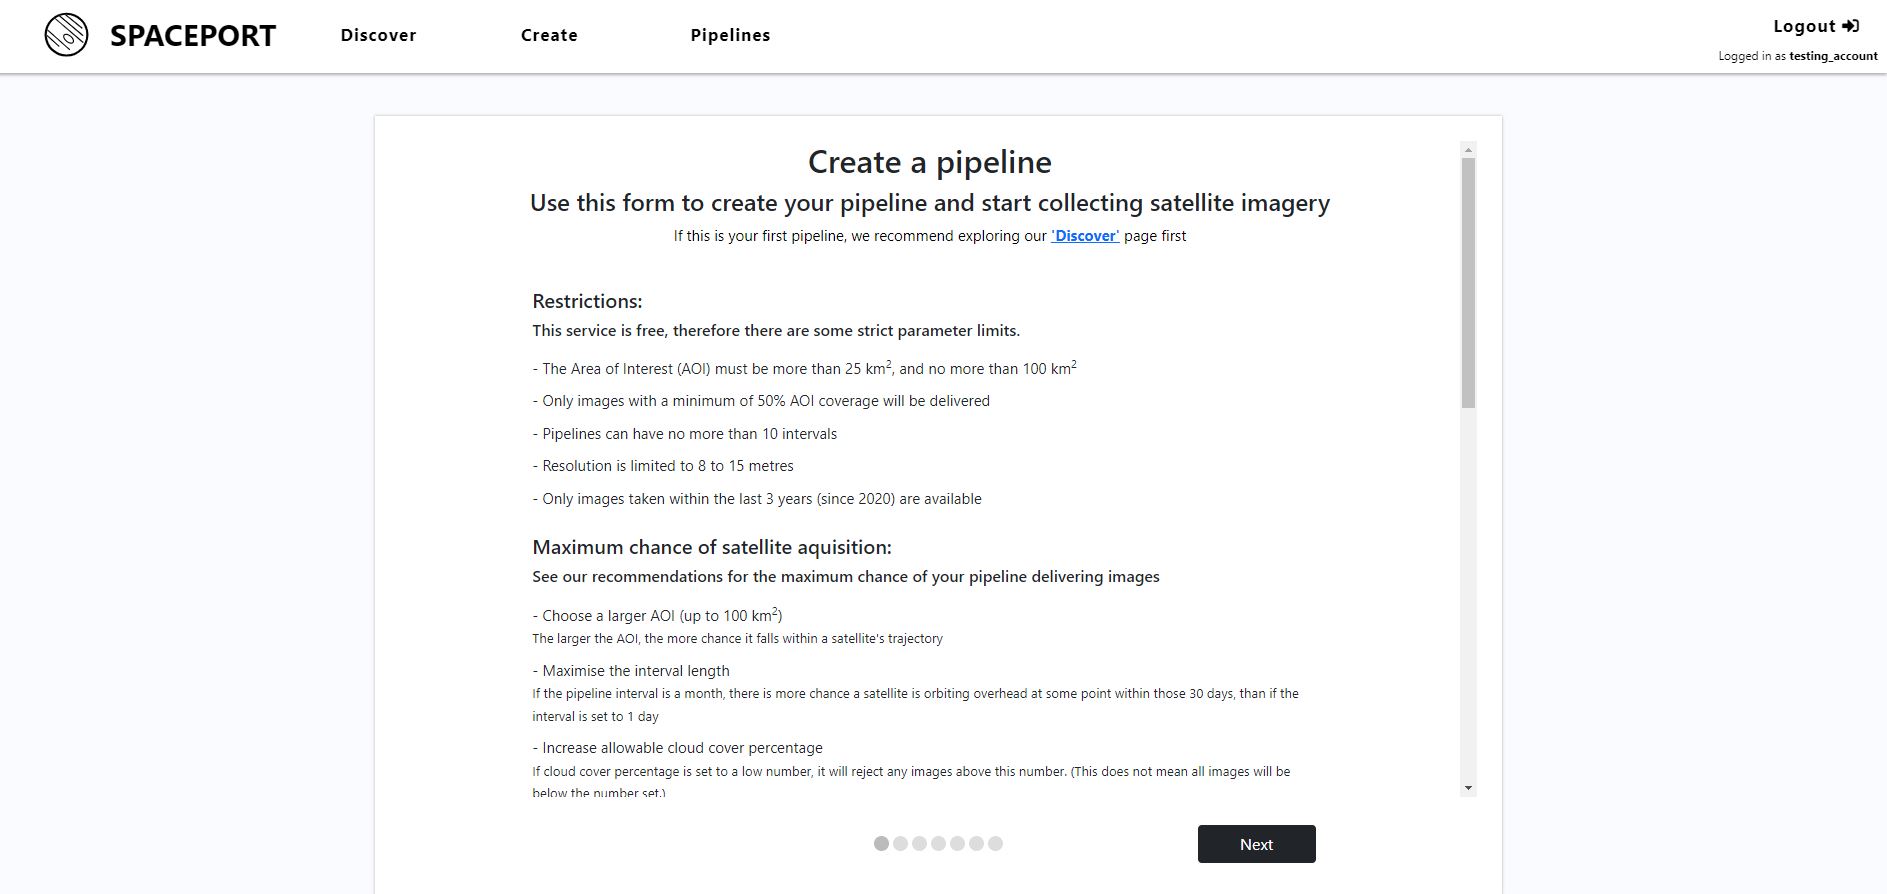 SPACEPORT
Discover
Create
Pipelines
Logout
Logged in as testing_account
Create a pipeline
Use this form to create your pipeline and start collecting satellite imagery
If this is your first pipeline, we recommend exploring our 'Discover' page first
Restrictions:
This service is free, therefore there are some strict parameter limits.
- The Area of Interest (AOI) must be more than 25 km², and no more than 100 km²
- Only images with a minimum of 50% AOI coverage will be delivered
- Pipelines can have no more than 10 intervals
- Resolution is limited to 8 to 15 metres
- Only images taken within the last 3 years (since 2020) are available
Maximum chance of satellite aquisition:
See our recommendations for the maximum chance of your pipeline delivering images
- Choose a larger AOI (up to 100 km²)
The larger the AOI, the more chance it falls within a satellite's trajectory
- Maximise the interval length
If the pipeline interval is a month, there is more chance a satellite is orbiting overhead at some point within those 30 days, than if the
interval is set to 1 day
- Increase allowable cloud cover percentage
If cloud cover percentage is set to a low number, it will reject any images above this number. (This does not mean all images will be
below the number set.)
Next